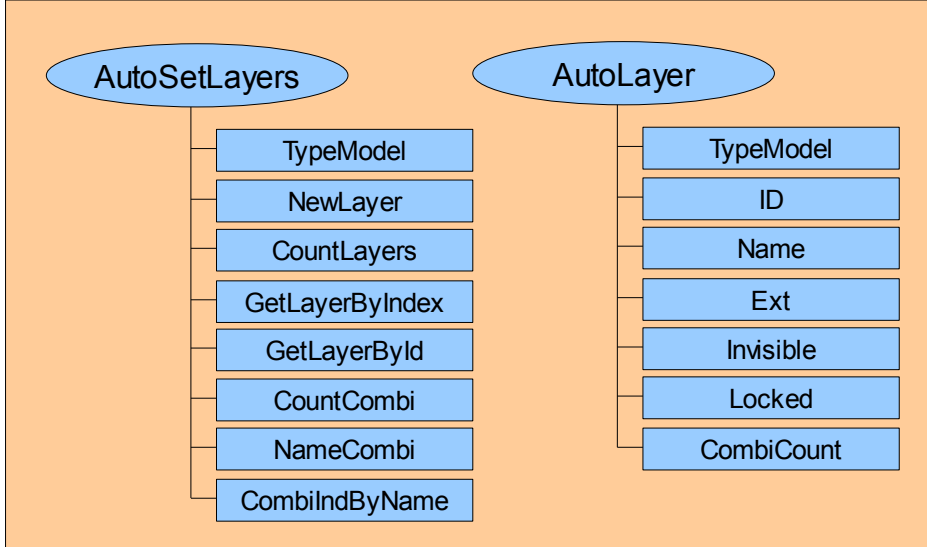 AutoSetLayers
TypeModel
NewLayer
CountLayers
GetLayerByIndex
GetLayerById
CountCombi
NameCombi
CombiIndByName
AutoLayer
TypeModel
ID
Name
Ext
Invisible
Locked
CombiCount